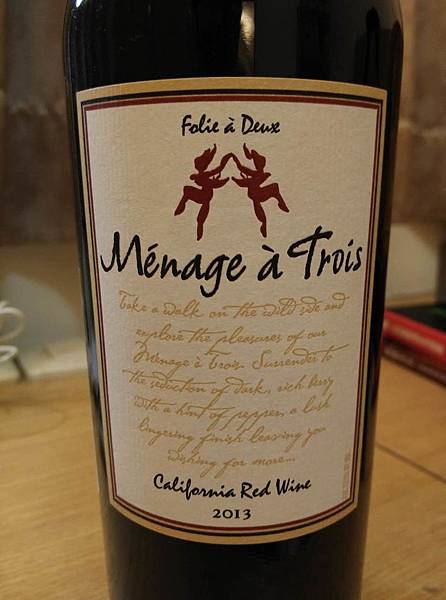 Folie à Deux
Ménage à Trois
Take a walk on the wild side and
explore the pleasures of our
Ménage à Trois. Surrender to
the seduction of dark, rich berry
with a hint of pepper, a lush
lingering finish leaving you
wishing for more...
California Red Wine
2013